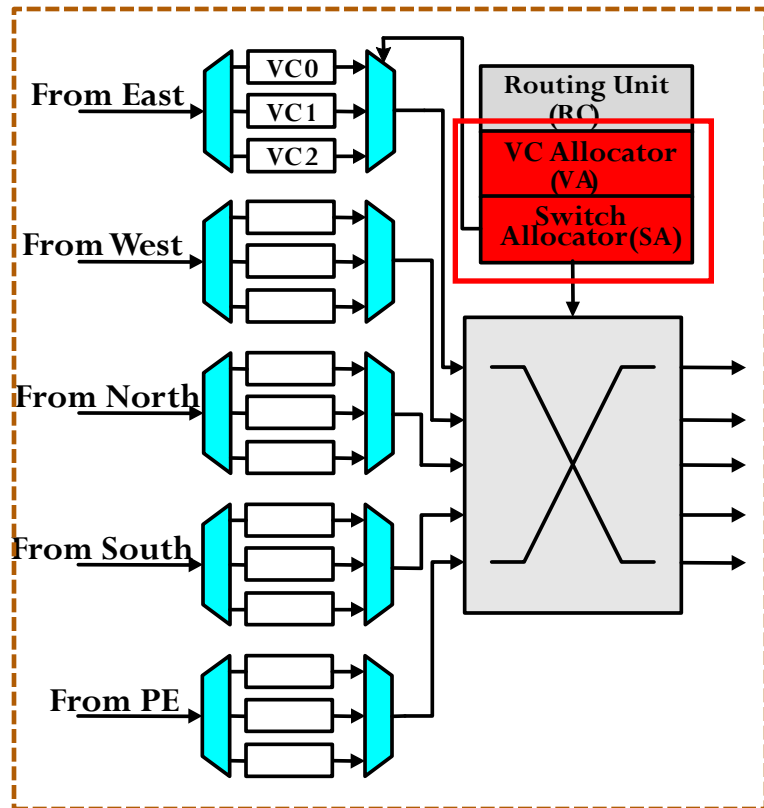 From East
VC0
VC1
VC2
Routing Unit
(RC)
VC Allocator
(VA)
Switch
Allocator(SA)
From West
From North
From South
From PE